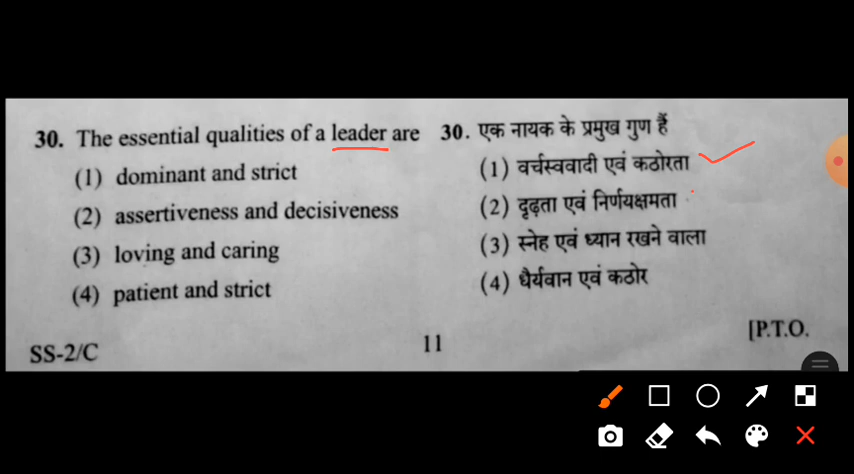 30. The essential qualities of a leader are
(1) dominant and strict
(2) assertiveness and decisiveness
(3) loving and caring
(4) patient and strict
SS-2/C
30. एक नायक के प्रमुख गुण हैं
(1) वर्चस्ववादी एवं कठोरता
(2) दृढ़ता एवं निर्णयक्षमता
(3) स्नेह एवं ध्यान रखने वाला
(4) धैर्यवान एवं कठोर
11
[P.T.O.